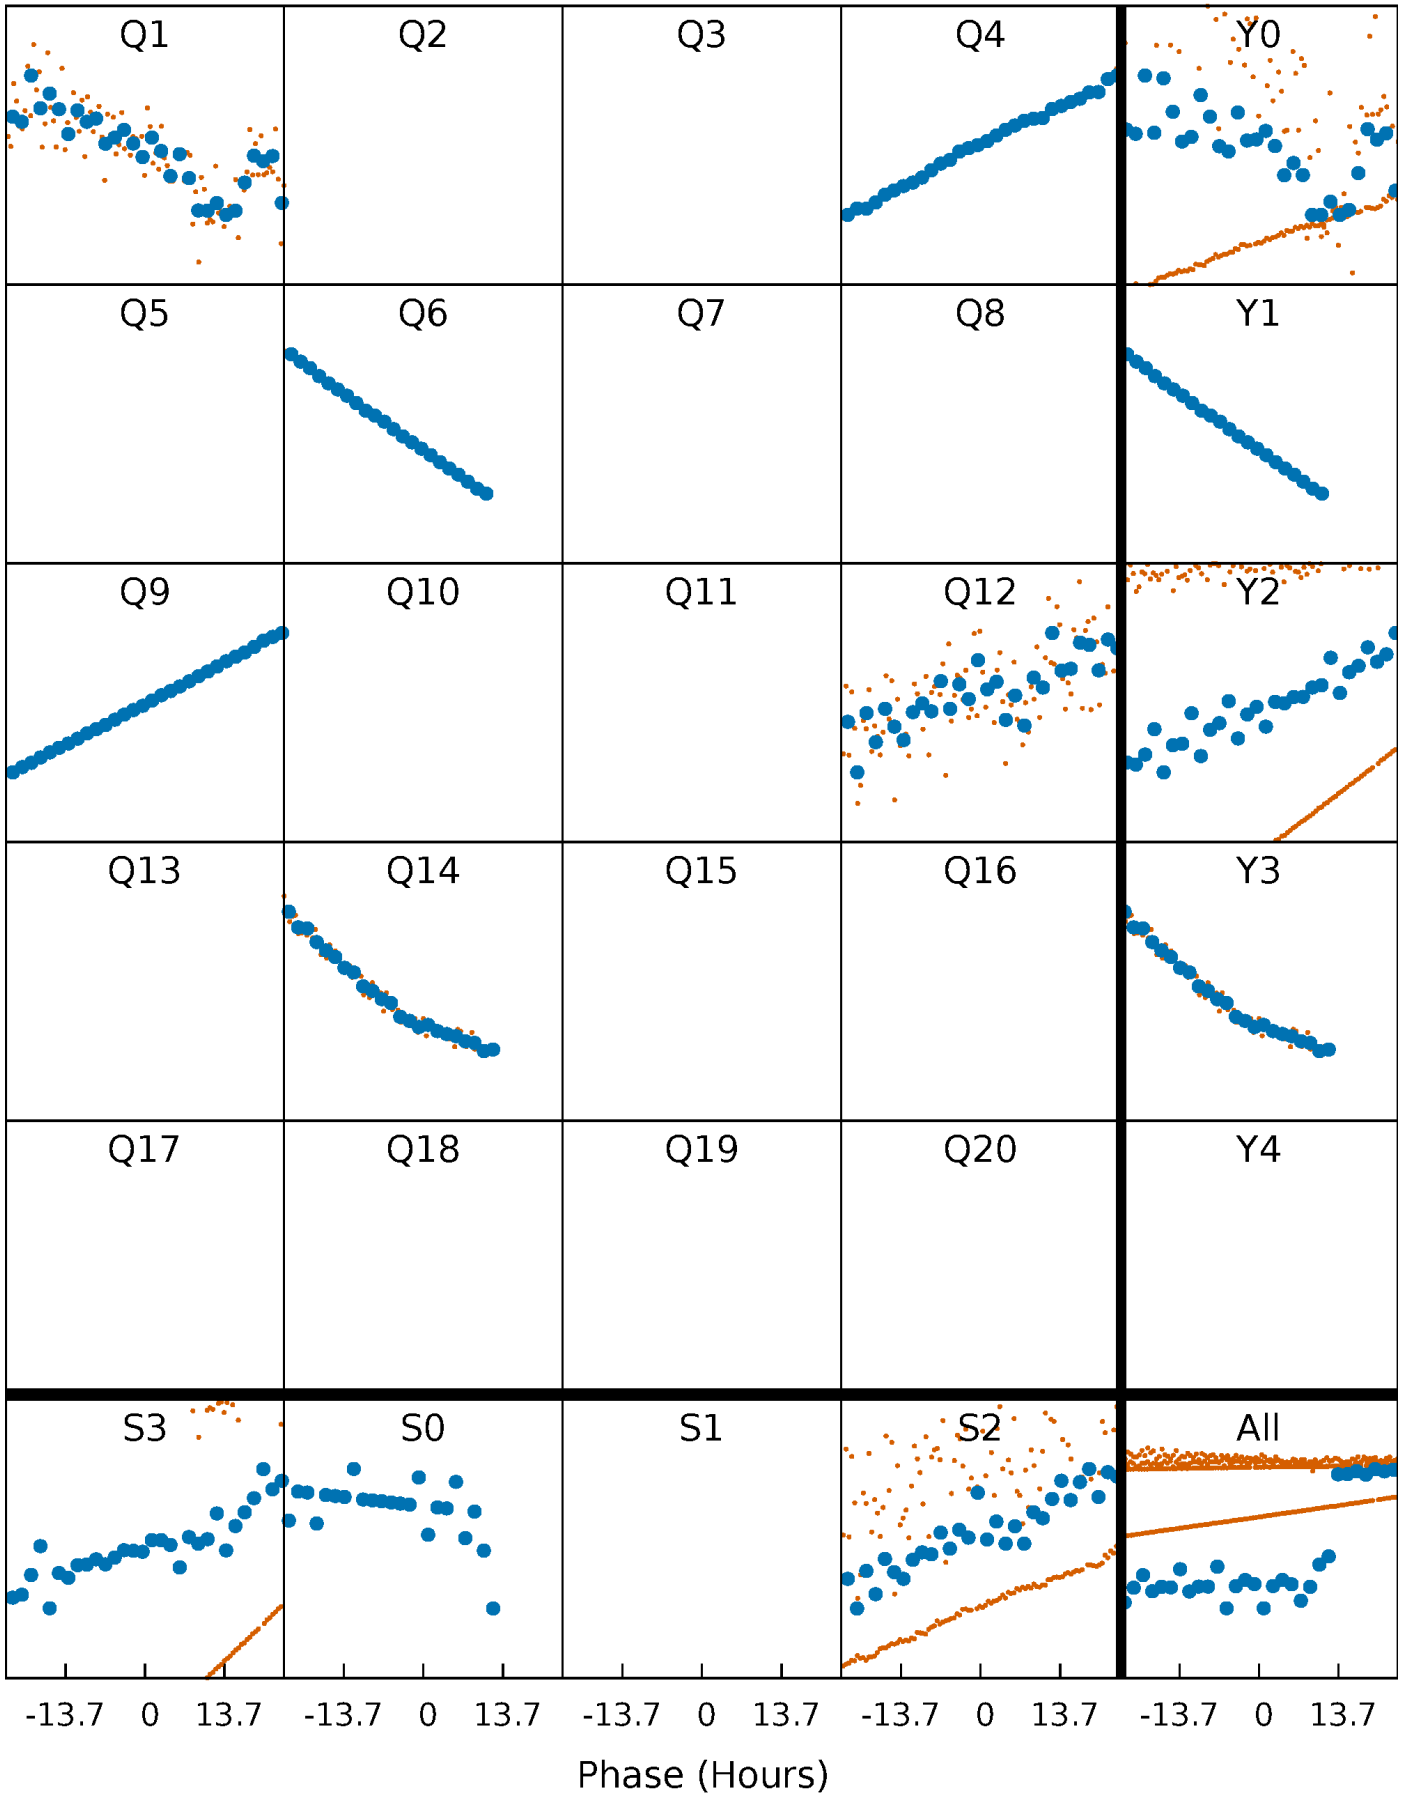 Q1 Q2 Q3 Q4 Y0
Q5 Q6 Q7 Q8 Y1
Q9 Q10 Q11 Q12 Y2
Q13 Q14 Q15 Q16 Y3
Q17 Q18 Q19 Q20 Y4
S3 S0 S1 S2 All
-13.7 0 13.7 -13.7 0 13.7 -13.7 0 13.7 -13.7 0 13.7 -13.7 0 13.7
Phase (Hours)